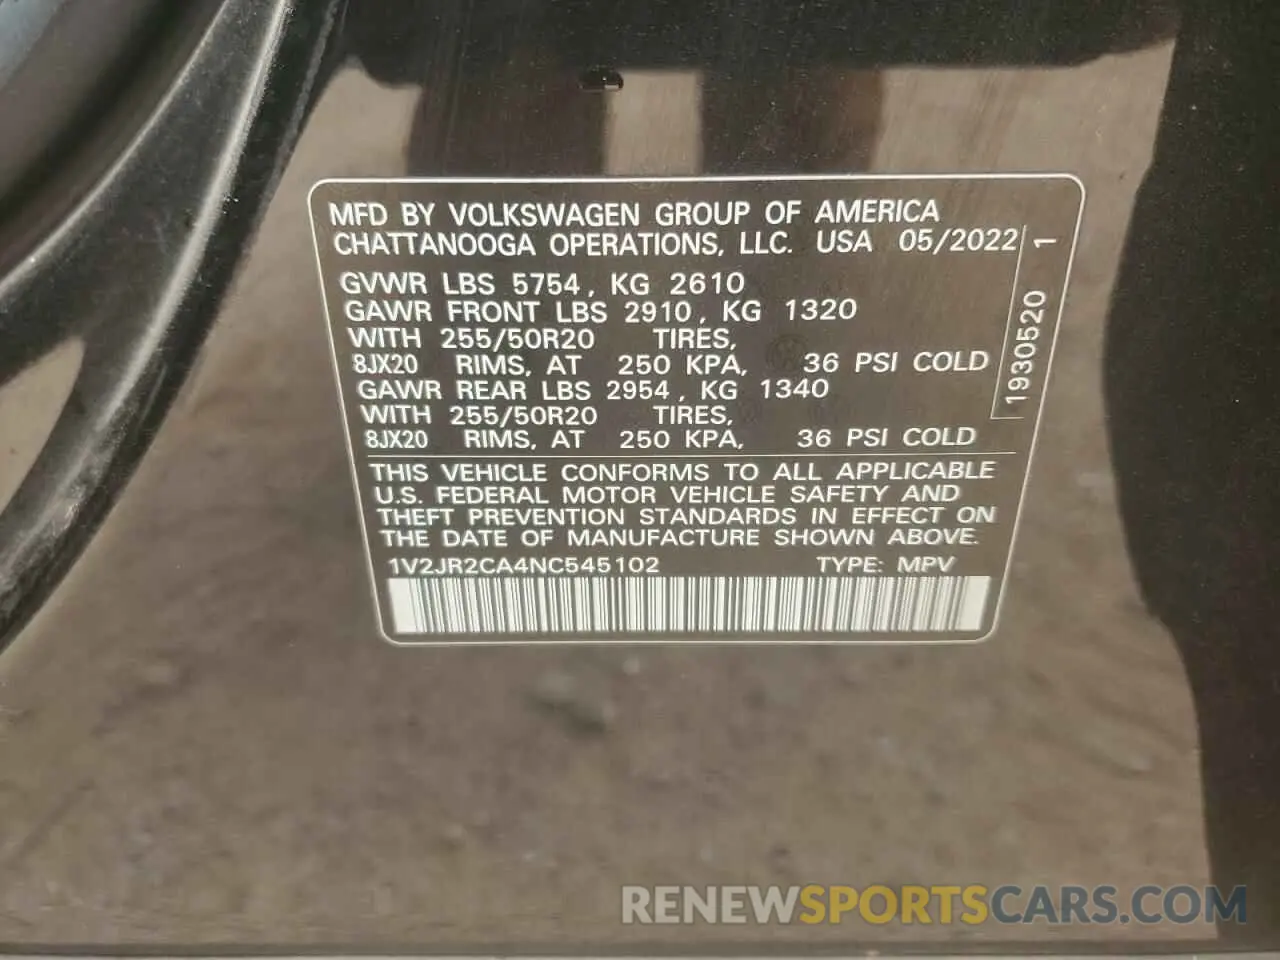 MFD BY VOLKSWAGEN GROUP OF AMERICA
CHATTANOOGA OPERATIONS, LLC. USA 05/2022
GVWR LBS 5754, KG 2610
GAWR FRONT LBS 2910, KG 1320
WITH 255/50R20 TIRES,
8JX20 RIMS, AT 250 KPA, 36 PSI COLD
GAWR REAR LBS 2954, KG 1340
WITH 255/50R20 TIRES,
8JX20 RIMS, AT 250 KPA, 36 PSI COLD
1930520 1
THIS VEHICLE CONFORMS TO ALL APPLICABLE
U.S. FEDERAL MOTOR VEHICLE SAFETY AND
THEFT PREVENTION STANDARDS IN EFFECT ON
THE DATE OF MANUFACTURE SHOWN ABOVE.
1V2JR2CA4NC545102 TYPE: MPV
RENEWSPORTSCARS.COM